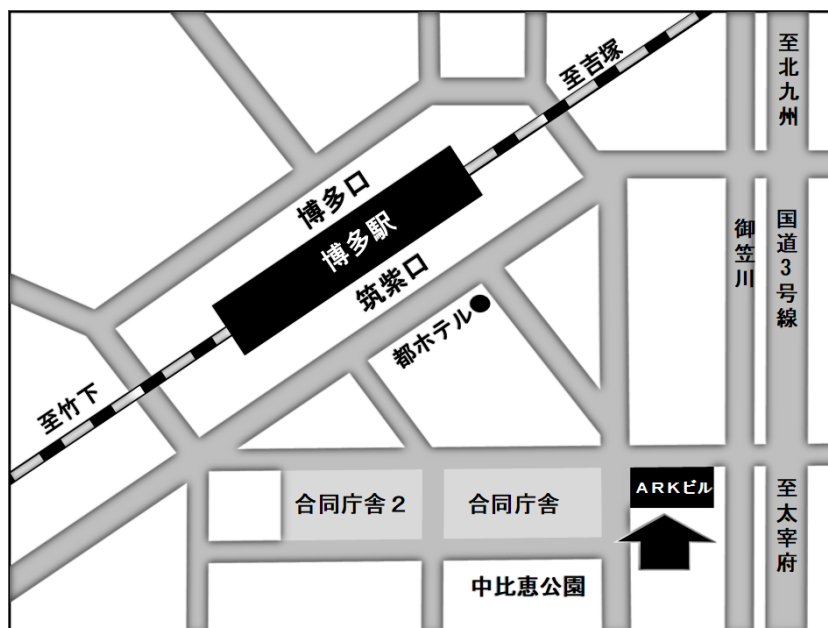 至吉塚
至北九州
博多口
博多駅
筑紫口
御笠川
国道3号線
都ホテル
至竹下
合同庁舎2
合同庁舎
ARKビル
至太宰府
中比恵公園